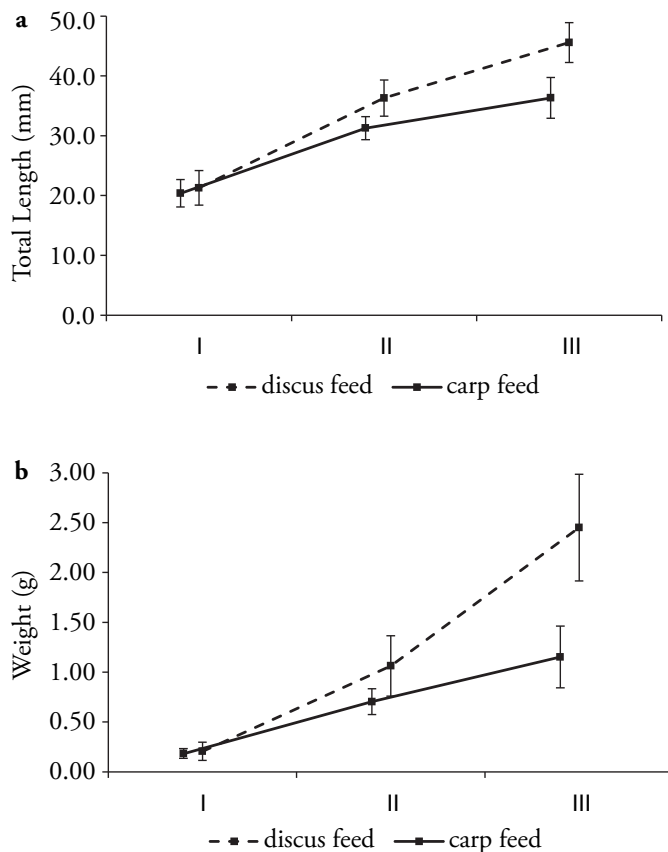 a
50.0
40.0
30.0
20.0
10.0
0.0
Total Length (mm)
I II III
discus feed carp feed
b
3.00
2.50
2.00
1.50
1.00
0.50
0.00
Weight (g)
I II III
discus feed carp feed